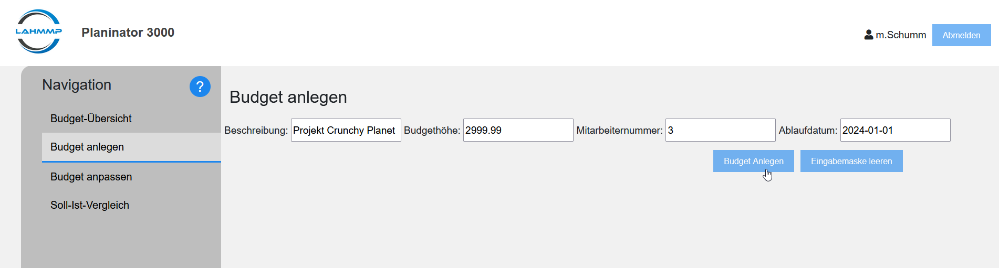 LAHMMP
Planinator 3000
m.Schumm
Abmelden
Navigation
?
Budget-Übersicht
Budget anlegen
Budget anpassen
Soll-Ist-Vergleich
Budget anlegen
Beschreibung: Projekt Crunchy Planet Budgethöhe: 2999.99 Mitarbeiternummer: 3 Ablaufdatum: 2024-01-01
Budget Anlegen Eingabemaske leeren